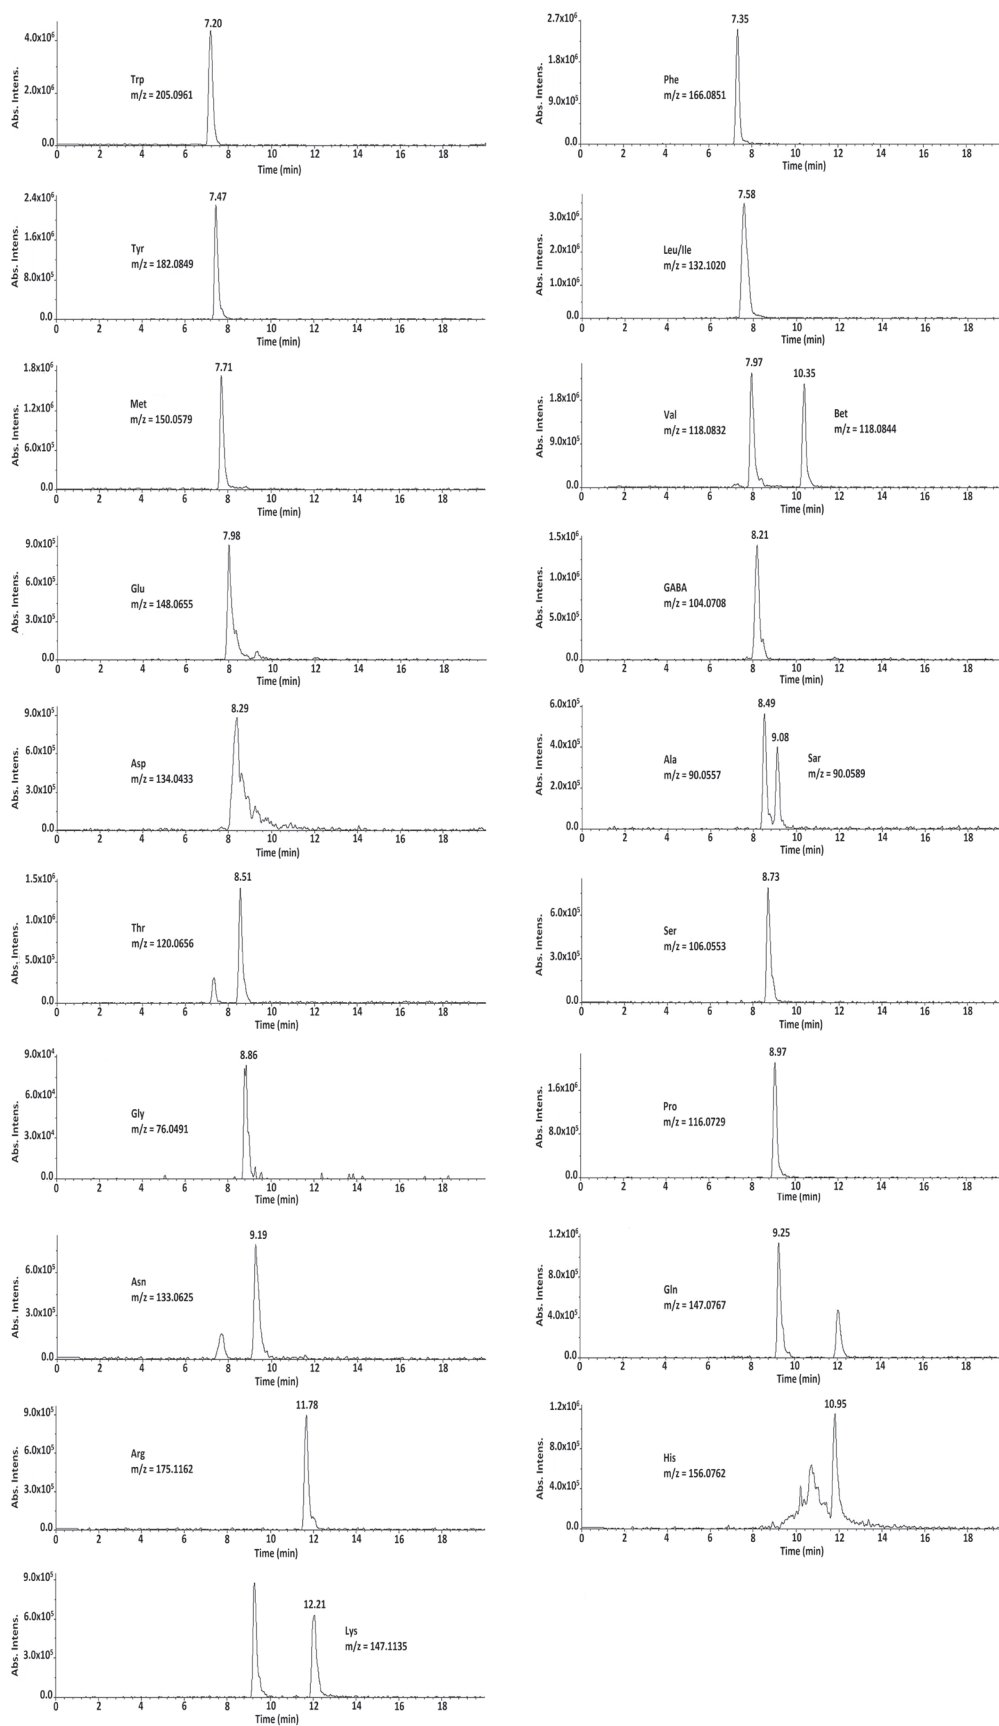 7.20
4.0x10⁶
2.0x10⁶
0.0
Abs. Intens.
Trp
m/z = 205.0961
0 2 4 6 8 10 12 14 16 18
Time (min)
7.35
2.7x10⁶
1.8x10⁶
9.0x10⁵
0.0
Abs. Intens.
Phe
m/z = 166.0851
0 2 4 6 8 10 12 14 16 18
Time (min)
7.47
2.4x10⁶
1.6x10⁶
8.0x10⁵
0.0
Abs. Intens.
Tyr
m/z = 182.0849
0 2 4 6 8 10 12 14 16 18
Time (min)
7.58
3.0x10⁶
2.0x10⁶
1.0x10⁶
0.0
Abs. Intens.
Leu/Ile
m/z = 132.1020
0 2 4 6 8 10 12 14 16 18
Time (min)
7.71
1.8x10⁶
1.2x10⁶
6.0x10⁵
0.0
Abs. Intens.
Met
m/z = 150.0579
0 2 4 6 8 10 12 14 16 18
Time (min)
7.97
10.35
1.8x10⁶
9.0x10⁵
0.0
Abs. Intens.
Val
m/z = 118.0832
Bet
m/z = 118.0844
0 2 4 6 8 10 12 14 16 18
Time (min)
7.98
9.0x10⁵
6.0x10⁵
3.0x10⁵
0.0
Abs. Intens.
Glu
m/z = 148.0655
0 2 4 6 8 10 12 14 16 18
Time (min)
8.21
1.5x10⁶
1.0x10⁶
5.0x10⁵
0.0
Abs. Intens.
GABA
m/z = 104.0708
0 2 4 6 8 10 12 14 16 18
Time (min)
8.29
9.0x10⁵
6.0x10⁵
3.0x10⁵
0.0
Abs. Intens.
Asp
m/z = 134.0433
0 2 4 6 8 10 12 14 16 18
Time (min)
8.49
9.08
6.0x10⁵
4.0x10⁵
2.0x10⁵
0.0
Abs. Intens.
Ala
m/z = 90.0557
Sar
m/z = 90.0589
0 2 4 6 8 10 12 14 16 18
Time (min)
8.51
1.5x10⁶
1.0x10⁶
5.0x10⁵
0.0
Abs. Intens.
Thr
m/z = 120.0656
0 2 4 6 8 10 12 14 16 18
Time (min)
8.73
6.0x10⁵
3.0x10⁵
0.0
Abs. Intens.
Ser
m/z = 106.0553
0 2 4 6 8 10 12 14 16 18
Time (min)
8.86
9.0x10⁴
6.0x10⁴
3.0x10⁴
0.0
Abs. Intens.
Gly
m/z = 76.0491
0 2 4 6 8 10 12 14 16 18
Time (min)
8.97
1.6x10⁶
8.0x10⁵
0.0
Abs. Intens.
Pro
m/z = 116.0729
0 2 4 6 8 10 12 14 16 18
Time (min)
9.19
6.0x10⁵
3.0x10⁵
0.0
Abs. Intens.
Asn
m/z = 133.0625
0 2 4 6 8 10 12 14 16 18
Time (min)
9.25
1.2x10⁶
8.0x10⁵
4.0x10⁵
0.0
Abs. Intens.
Gln
m/z = 147.0767
0 2 4 6 8 10 12 14 16 18
Time (min)
11.78
9.0x10⁵
6.0x10⁵
3.0x10⁵
0.0
Abs. Intens.
Arg
m/z = 175.1162
0 2 4 6 8 10 12 14 16 18
Time (min)
10.95
1.2x10⁶
8.0x10⁵
4.0x10⁵
0.0
Abs. Intens.
His
m/z = 156.0762
0 2 4 6 8 10 12 14 16 18
Time (min)
12.21
9.0x10⁵
6.0x10⁵
3.0x10⁵
0.0
Abs. Intens.
Lys
m/z = 147.1135
0 2 4 6 8 10 12 14 16 18
Time (min)